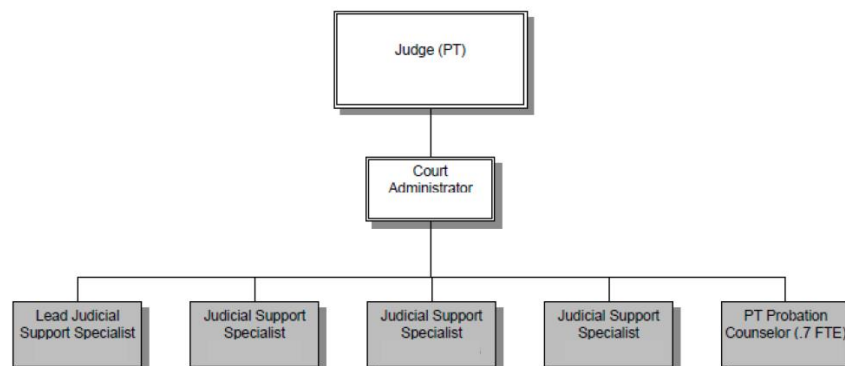 Judge (PT)
Court
Administrator
Lead Judicial
Support Specialist
Judicial Support
Specialist
Judicial Support
Specialist
Judicial Support
Specialist
PT Probation
Counselor (.7 FTE)